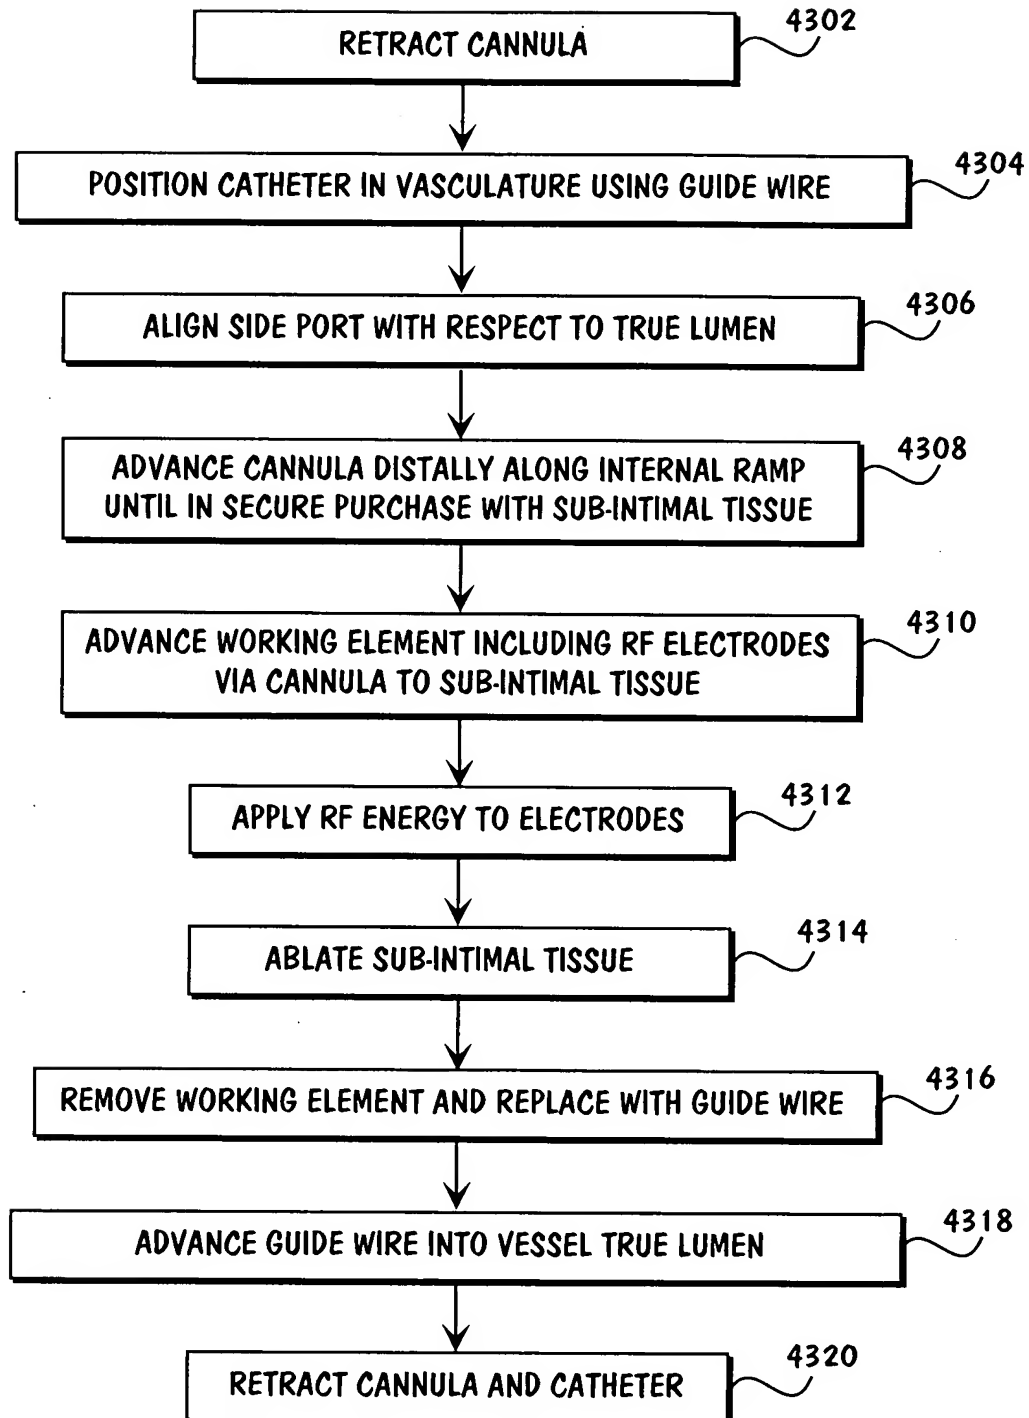 RETRACT CANNULA
4302
POSITION CATHETER IN VASCULATURE USING GUIDE WIRE
4304
ALIGN SIDE PORT WITH RESPECT TO TRUE LUMEN
4306
ADVANCE CANNULA DISTALLY ALONG INTERNAL RAMP
UNTIL IN SECURE PURCHASE WITH SUB-INTIMAL TISSUE
4308
ADVANCE WORKING ELEMENT INCLUDING RF ELECTRODES
VIA CANNULA TO SUB-INTIMAL TISSUE
4310
APPLY RF ENERGY TO ELECTRODES
4312
ABLATE SUB-INTIMAL TISSUE
4314
REMOVE WORKING ELEMENT AND REPLACE WITH GUIDE WIRE
4316
ADVANCE GUIDE WIRE INTO VESSEL TRUE LUMEN
4318
RETRACT CANNULA AND CATHETER
4320